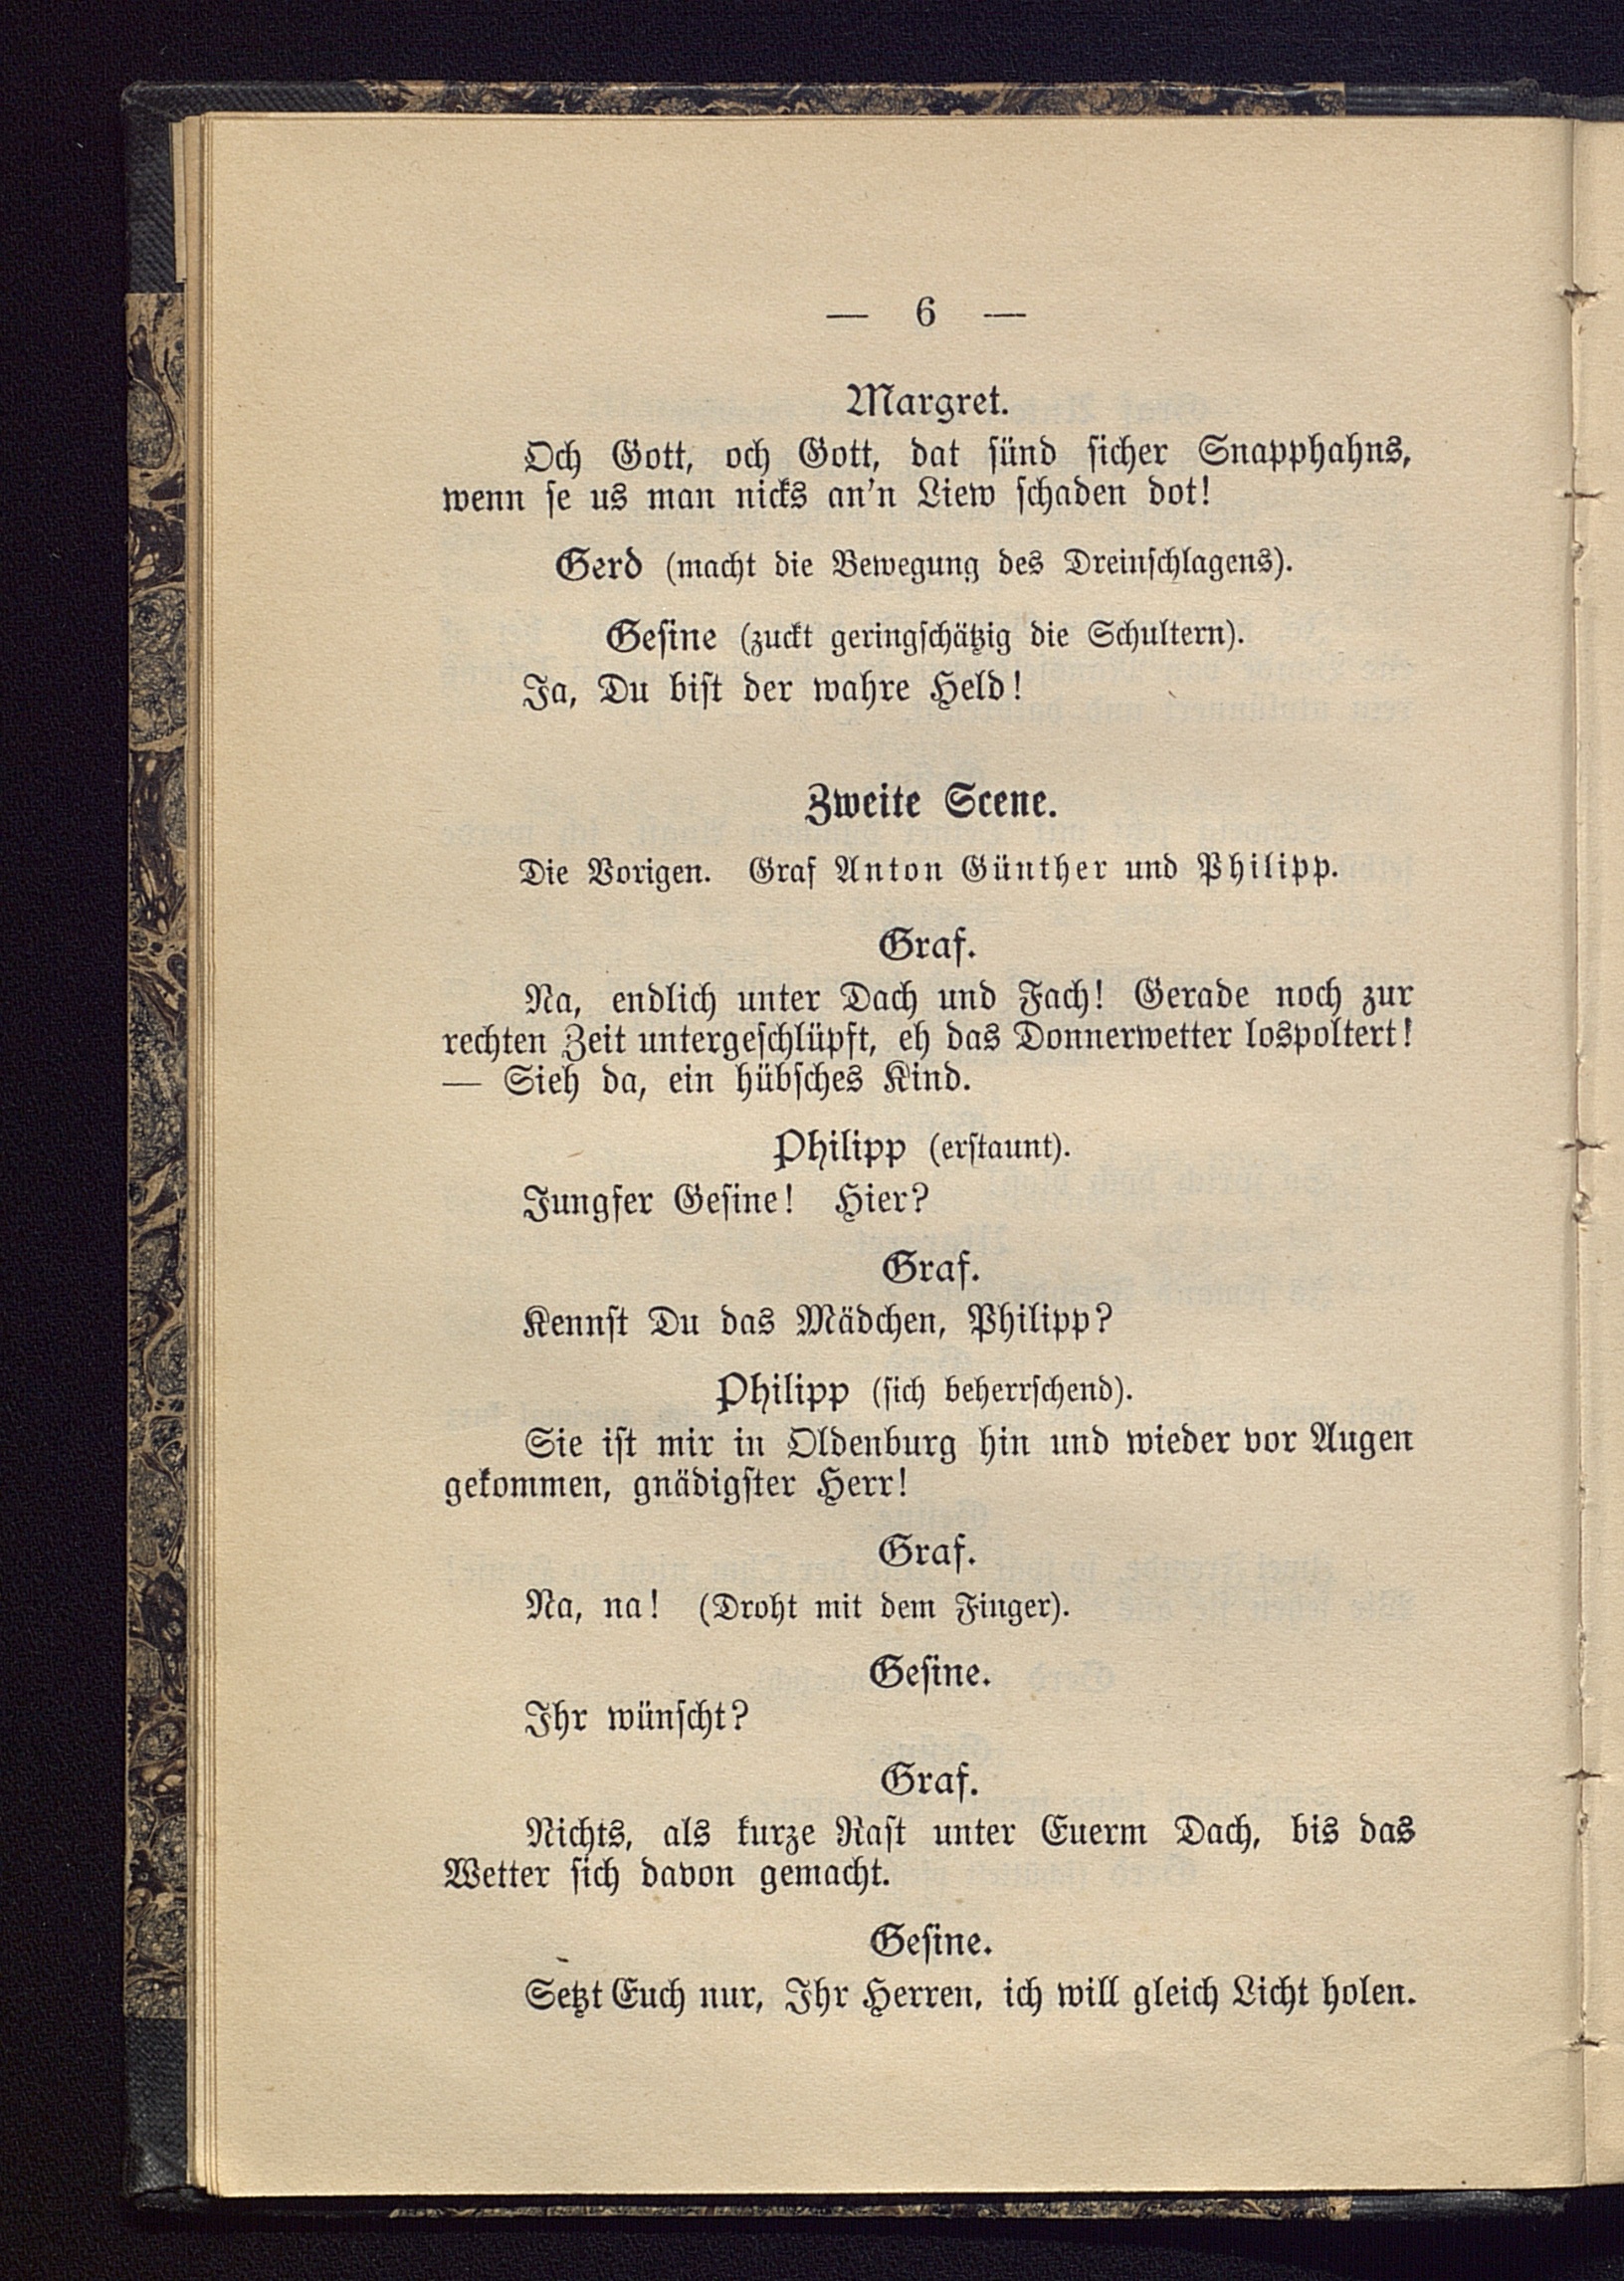 — 6 —
Margret.
Och Gott, och Gott, dat sünd sicher Snapphahns,
wenn se us man nicks an'n Liew schaden dot!
Gerd (macht die Bewegung des Dreinschlagens).
Gesine (zuckt geringschätzig die Schultern).
Ja, Du bist der wahre Held!
Zweite Scene.
Die Vorigen. Graf Anton Günther und Philipp.
Graf.
Na, endlich unter Dach und Fach! Gerade noch zur
rechten Zeit untergeschlüpft, eh das Donnerwetter lospoltert!
— Sieh da, ein hübsches Kind.
Philipp (erstaunt).
Jungfer Gesine! Hier?
Graf.
Kennst Du das Mädchen, Philipp?
Philipp (sich beherrschend).
Sie ist mir in Oldenburg hin und wieder vor Augen
gekommen, gnädigster Herr!
Graf.
Na, na! (Droht mit dem Finger).
Gesine.
Ihr wünscht?
Graf.
Nichts, als kurze Rast unter Euerm Dach, bis das
Wetter sich davon gemacht.
Gesine.
Setzt Euch nur, Ihr Herren, ich will gleich Licht holen.